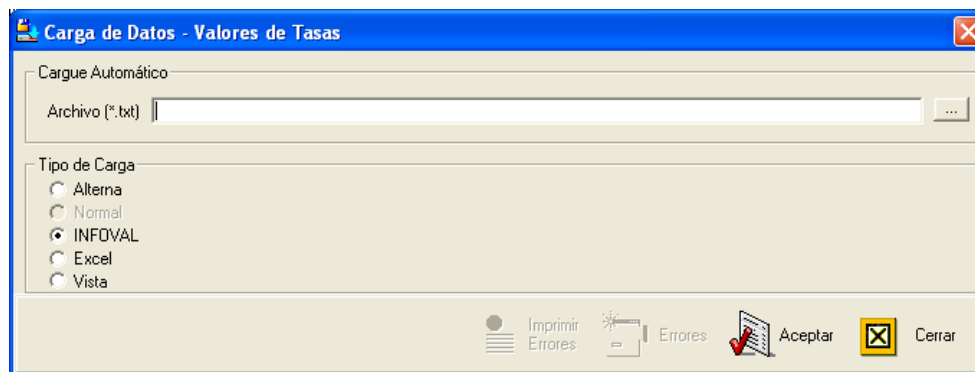 Carga de Datos - Valores de Tasas
Cargue Automático
Archivo (*.txt)
...
Tipo de Carga
Alterna
Normal
INFOVAL
Excel
Vista
Imprimir
Errores
Errores
Aceptar
Cerrar